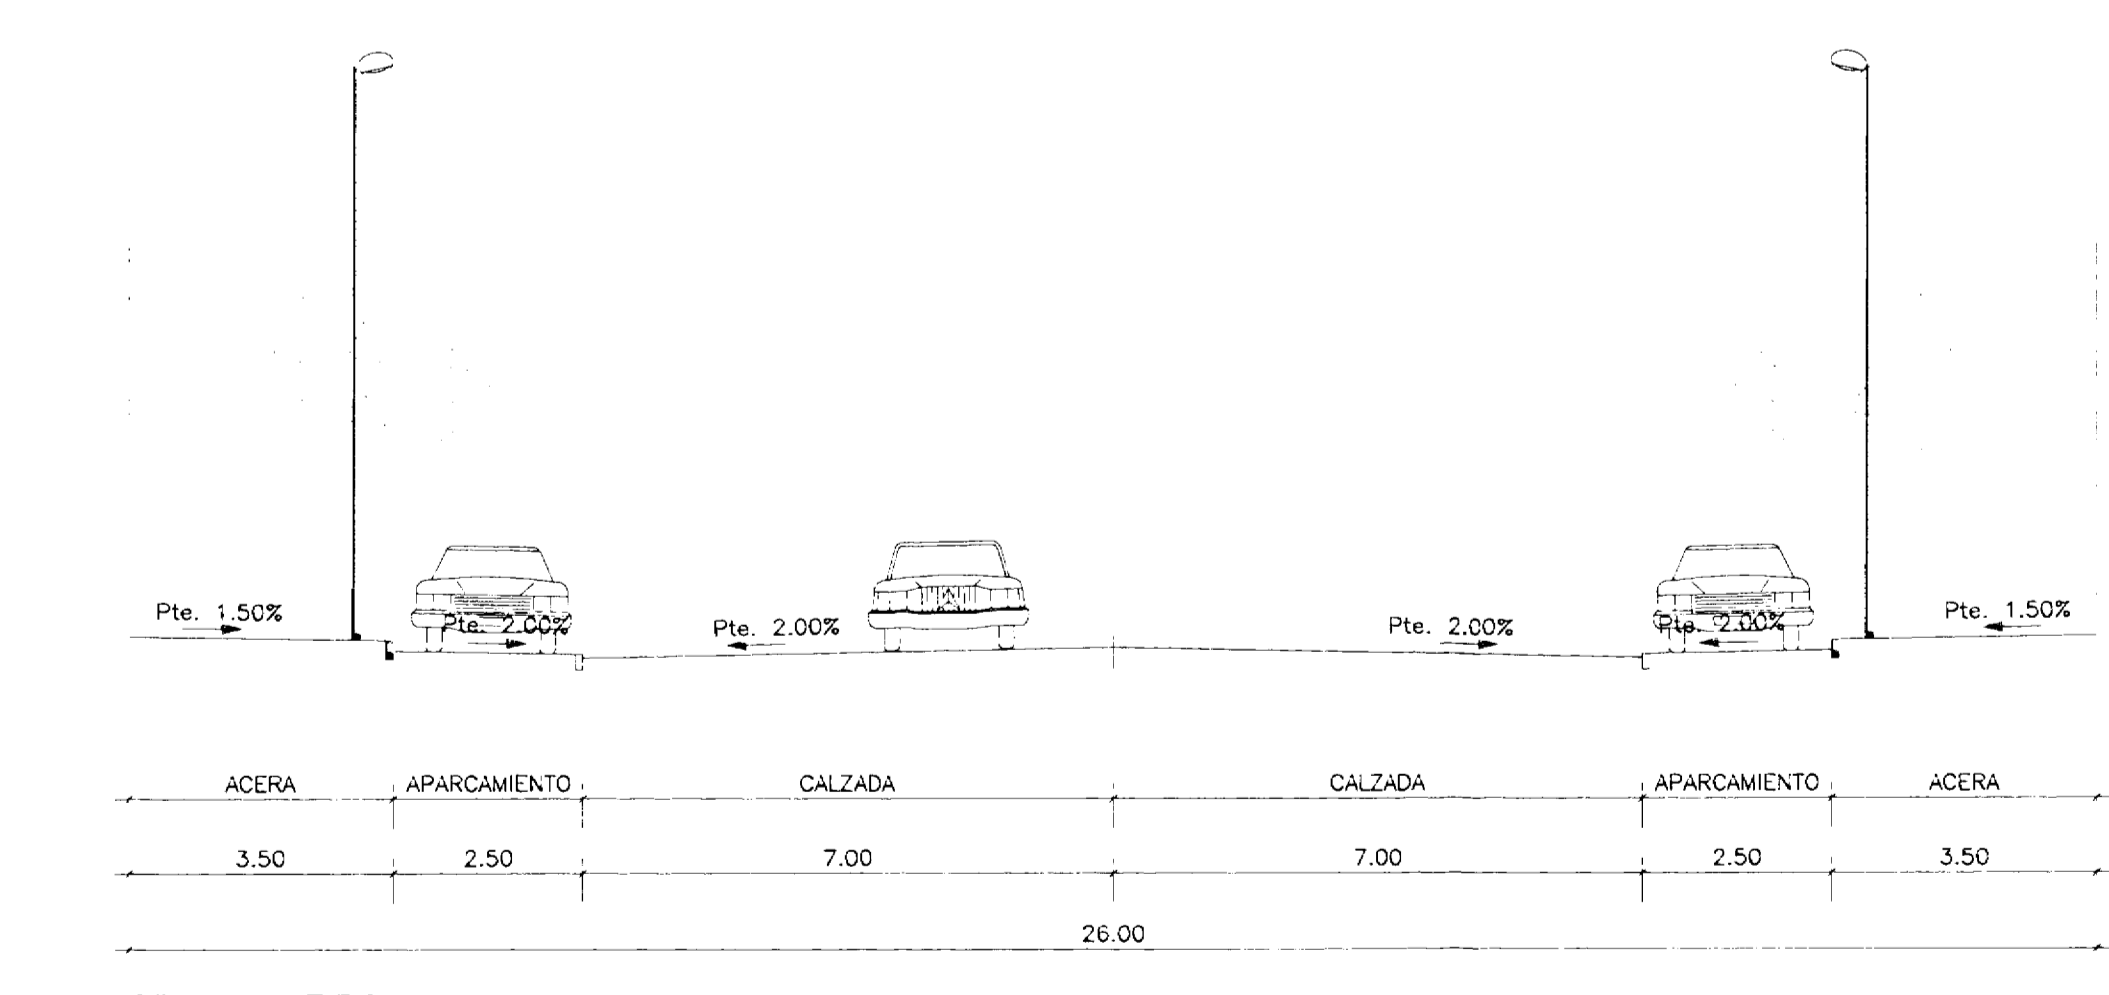 Pte. 1.50%
Pte. 2.00%
Pte. 2.00%
Pte. 2.00%
Pte. 2.00%
Pte. 1.50%
ACERA APARCAMIENTO CALZADA CALZADA APARCAMIENTO ACERA
3.50 2.50 7.00 7.00 2.50 3.50
26.00